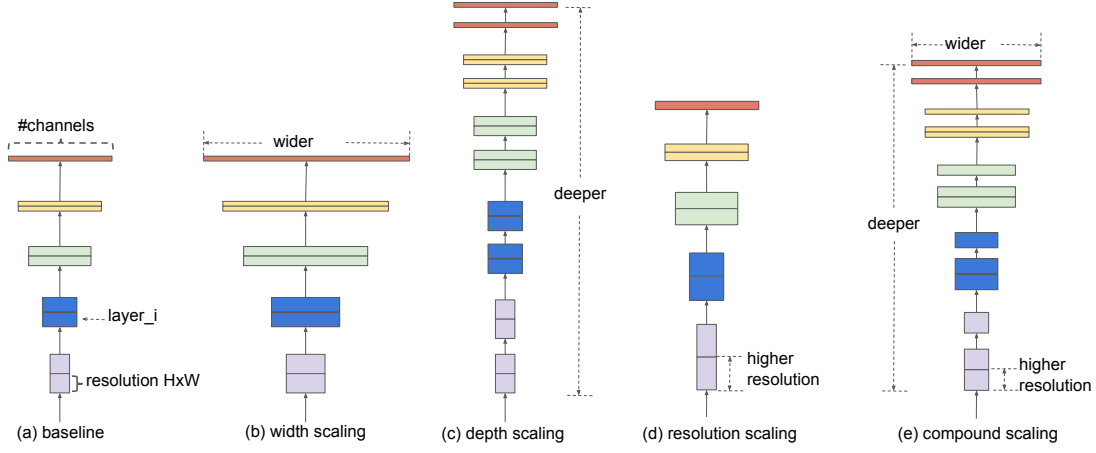 #channels
layer_i
resolution HxW
(a) baseline
wider
(b) width scaling
deeper
(c) depth scaling
higher
resolution
(d) resolution scaling
wider
deeper
higher
resolution
(e) compound scaling